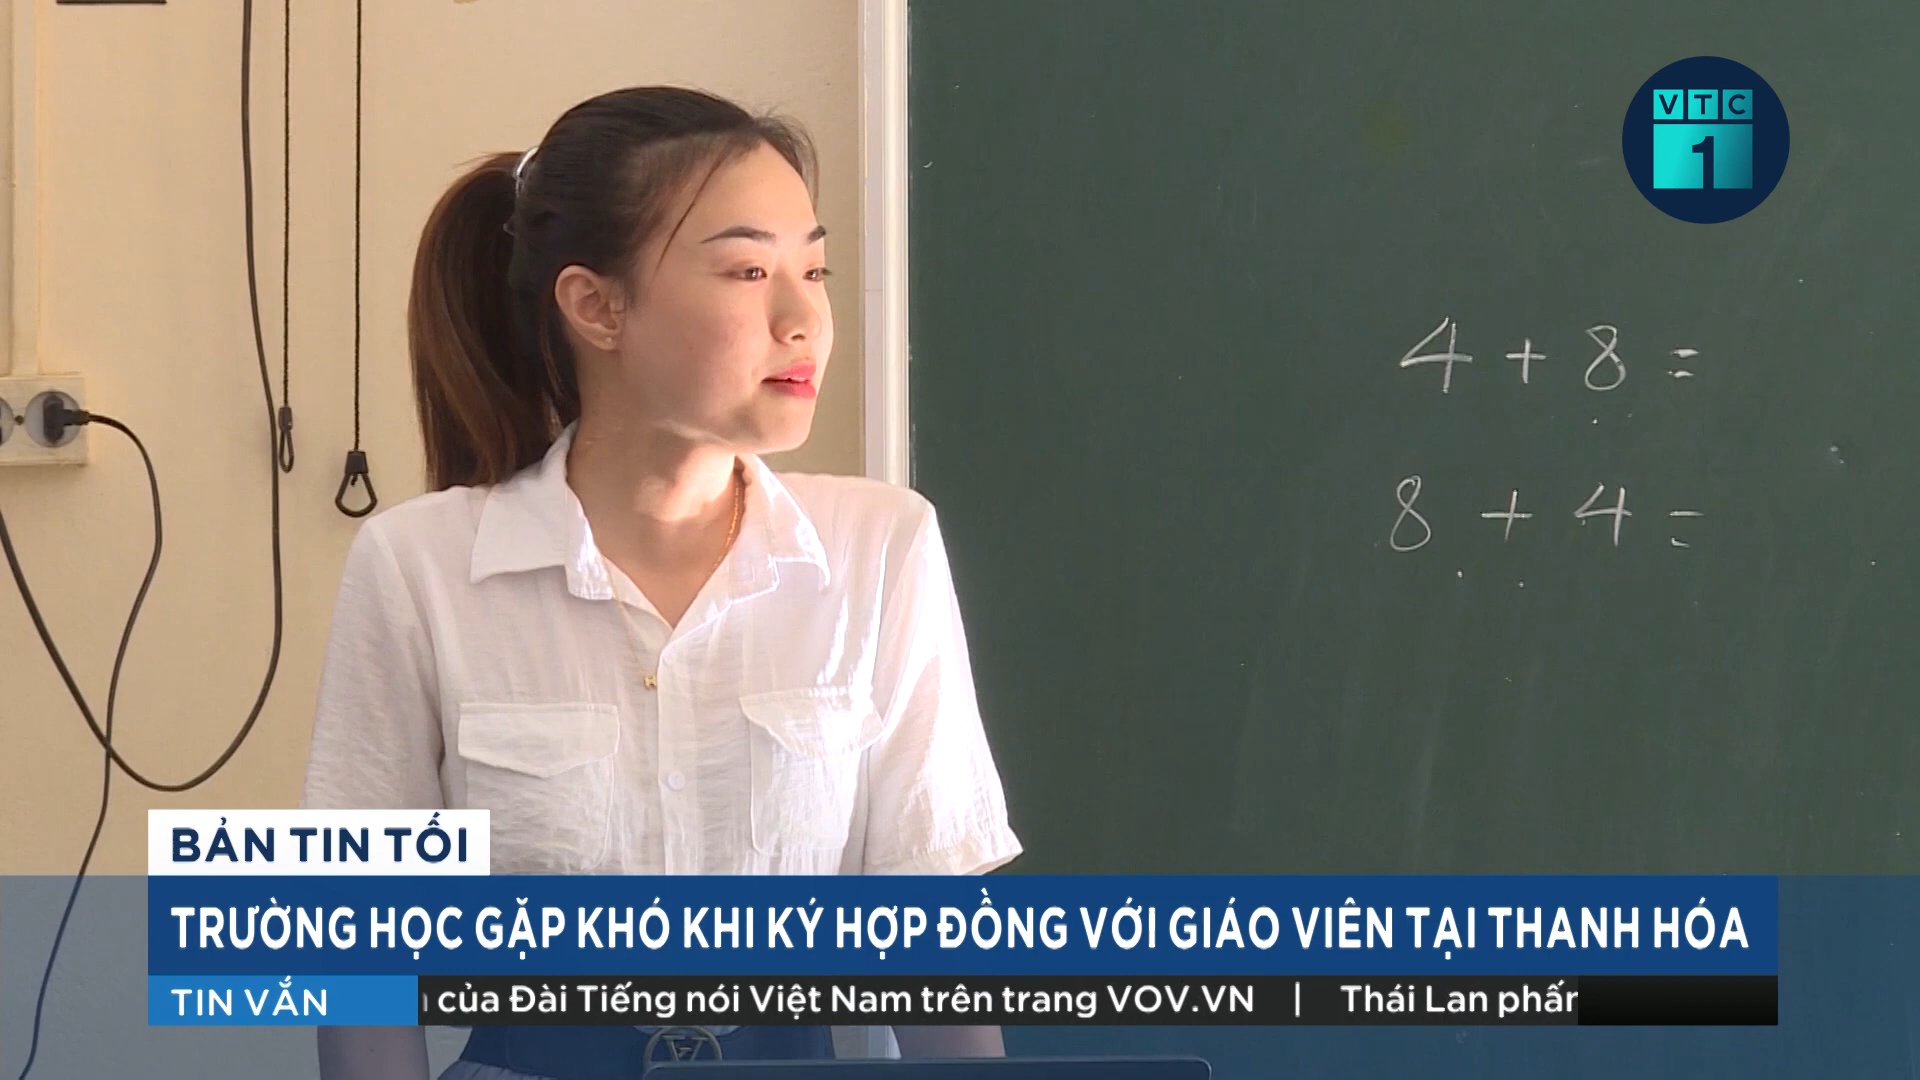 VTC
1
4 + 8 =
8 + 4 =
BẢN TIN TỐI
TRƯỜNG HỌC GẶP KHÓ KHI KÝ HỢP ĐỒNG VỚI GIÁO VIÊN TẠI THANH HÓA
TIN VẮN
của Đài Tiếng nói Việt Nam trên trang VOV.VN | Thái Lan